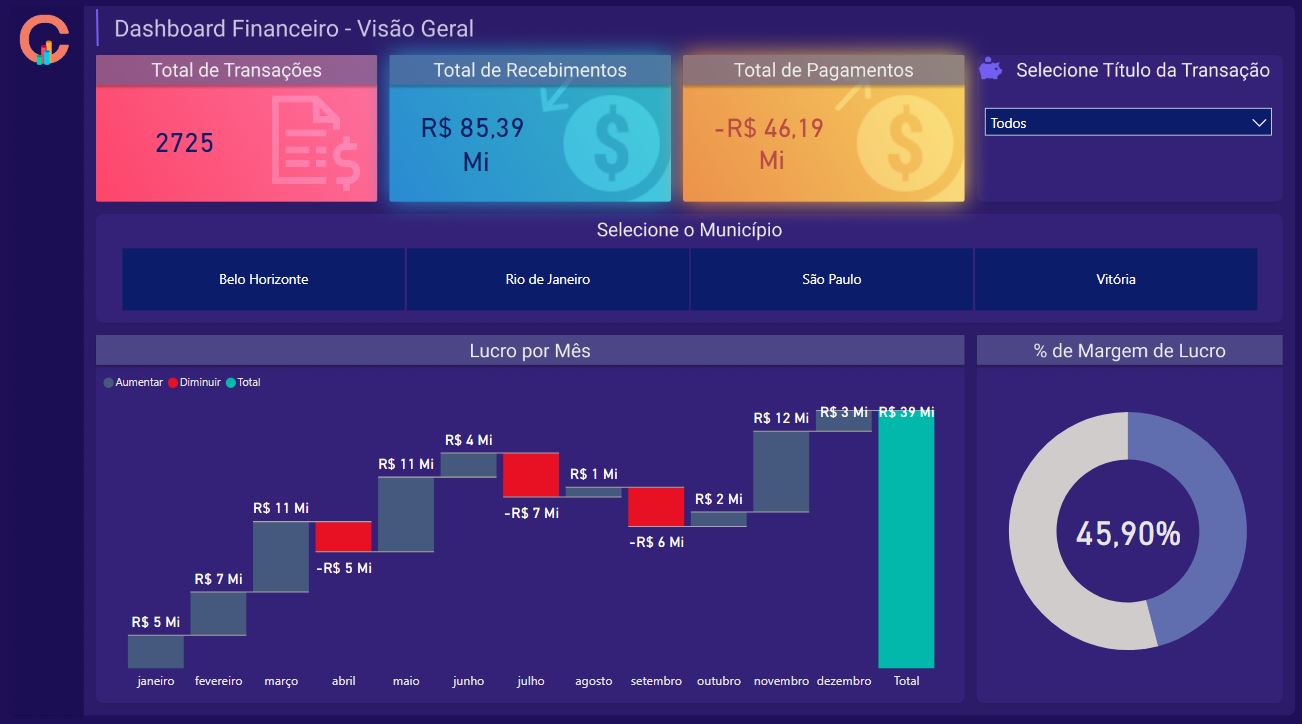 Dashboard Financeiro - Visão Geral
Total de Transações
2725
Total de Recebimentos
R$ 85,39
Mi
Total de Pagamentos
-R$ 46,19
Mi
Selecione Título da Transação
Todos
Selecione o Município
Belo Horizonte
Rio de Janeiro
São Paulo
Vitória
Lucro por Mês
Aumentar Diminuir Total
R$ 5 Mi
R$ 7 Mi
R$ 11 Mi
-R$ 5 Mi
R$ 11 Mi
R$ 4 Mi
-R$ 7 Mi
R$ 1 Mi
-R$ 6 Mi
R$ 2 Mi
R$ 12 Mi
R$ 3 Mi
R$ 39 Mi
janeiro fevereiro março abril maio junho julho agosto setembro outubro novembro dezembro Total
% de Margem de Lucro
45,90%